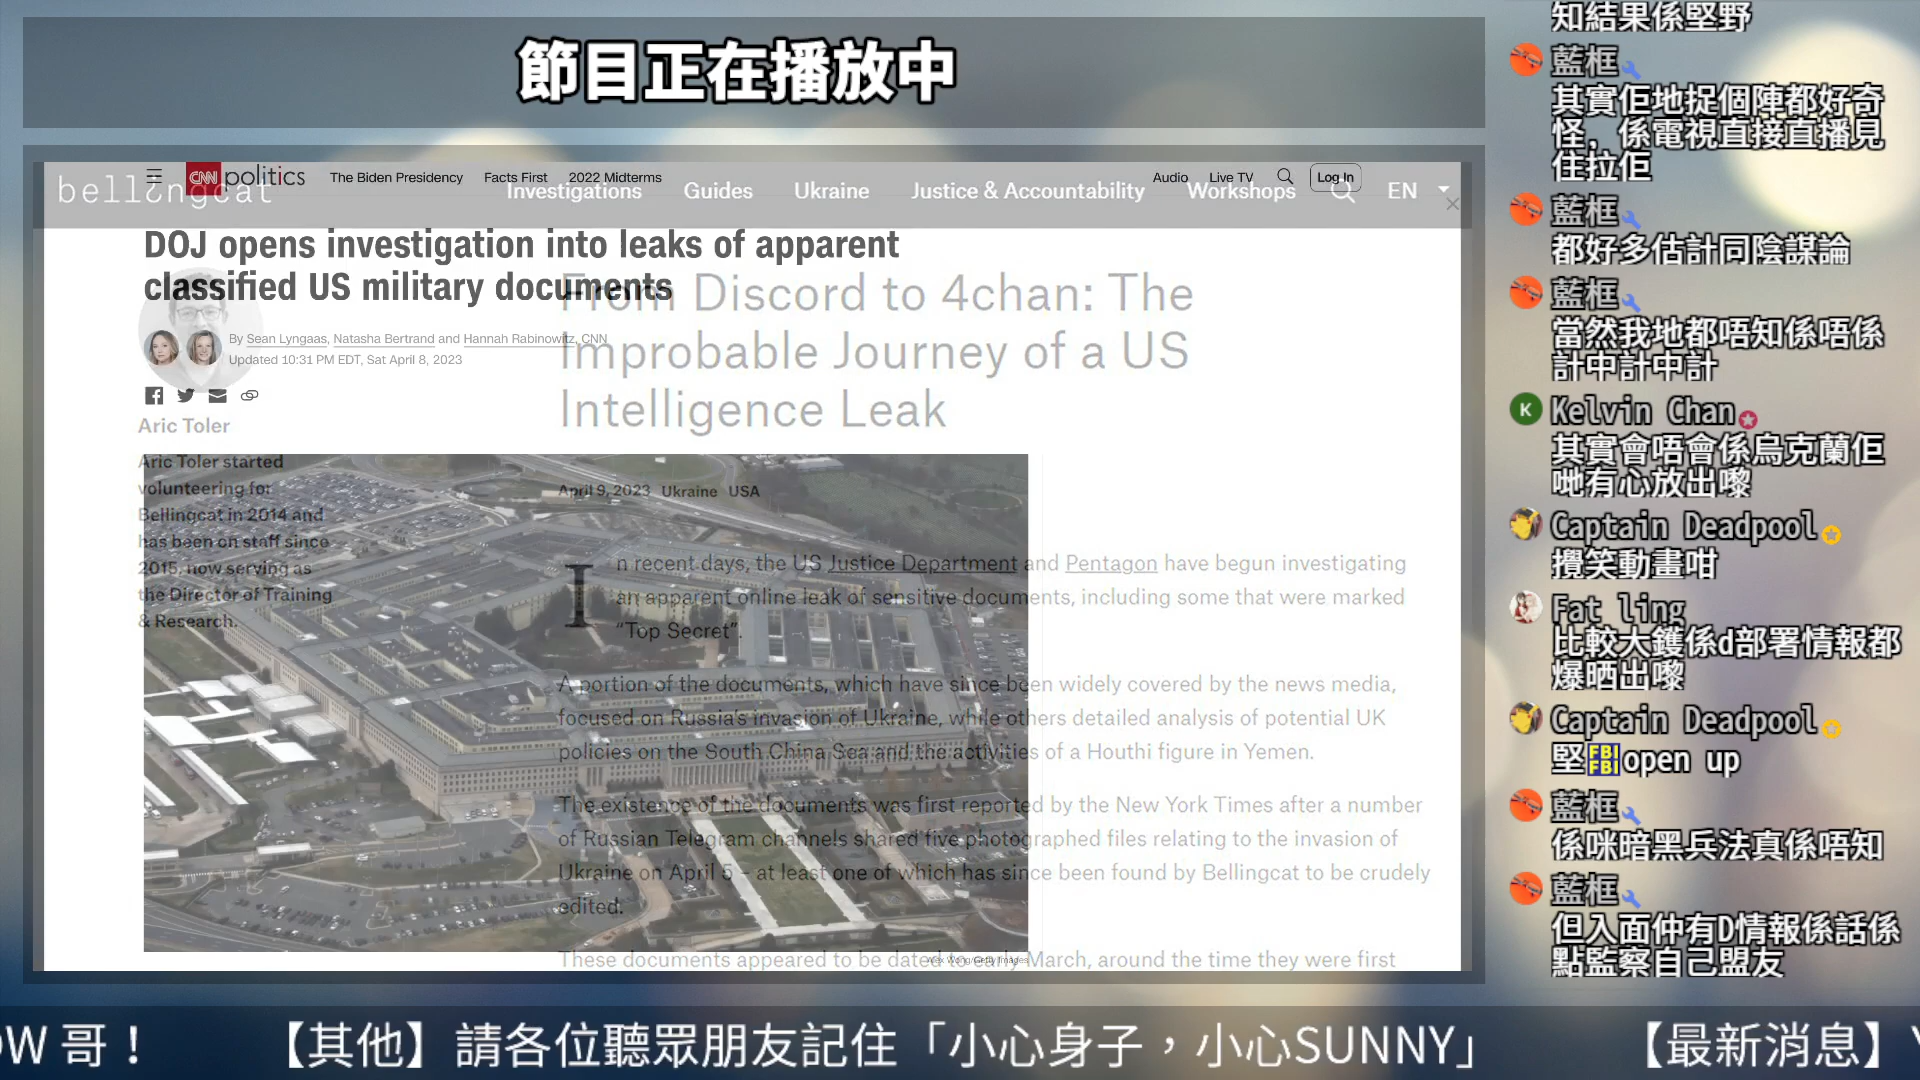 節目正在播放中
bellingcat
CNN politics
The Biden Presidency
Facts First
2022 Midterms
Audio
Live TV
Log In
Investigations
Guides
Ukraine
Justice & Accountability
Workshops
EN
DOJ opens investigation into leaks of apparent
classified US military documents
By Sean Lyngaas, Natasha Bertrand and Hannah Rabinowitz, CNN
Updated 10:31 PM EDT, Sat April 8, 2023
Aric Toler
Aric Toler started
volunteering for
Bellingcat in 2014 and
has been on staff since
2015, now serving as
the Director of Training
& Research.
From Discord to 4chan: The
Improbable Journey of a US
Intelligence Leak
April 9, 2023 Ukraine USA
In recent days, the US Justice Department and Pentagon have begun investigating
an apparent online leak of sensitive documents, including some that were marked
“Top Secret”.
A portion of the documents, which have since been widely covered by the news media,
focused on Russia’s invasion of Ukraine, while others detailed analysis of potential UK
policies on the South China Sea and the activities of a Houthi figure in Yemen.
The existence of the documents was first reported by the New York Times after a number
of Russian Telegram channels shared five photographed files relating to the invasion of
Ukraine on April 5 – at least one of which has since been found by Bellingcat to be crudely
edited.
These documents appeared to be dated to early March, around the time they were first
Alex Wong/Getty Images
知結果係堅野
藍框
其實佢地捉個陣都好奇
怪，係電視直接直播見
住拉佢
藍框
都好多估計同陰謀論
藍框
當然我地都唔知係唔係
計中計中計
K Kelvin Chan
其實會唔會係烏克蘭佢
哋有心放出嚟
Captain Deadpool
攪笑動畫咁
Fat ling
比較大鑊係d部署情報都
爆晒出嚟
Captain Deadpool
堅FBI FBI open up
藍框
係咪暗黑兵法真係唔知
藍框
但入面仲有D情報係話係
點監察自己盟友
OW 哥！ 【其他】請各位聽眾朋友記住「小心身子，小心SUNNY」 【最新消息】